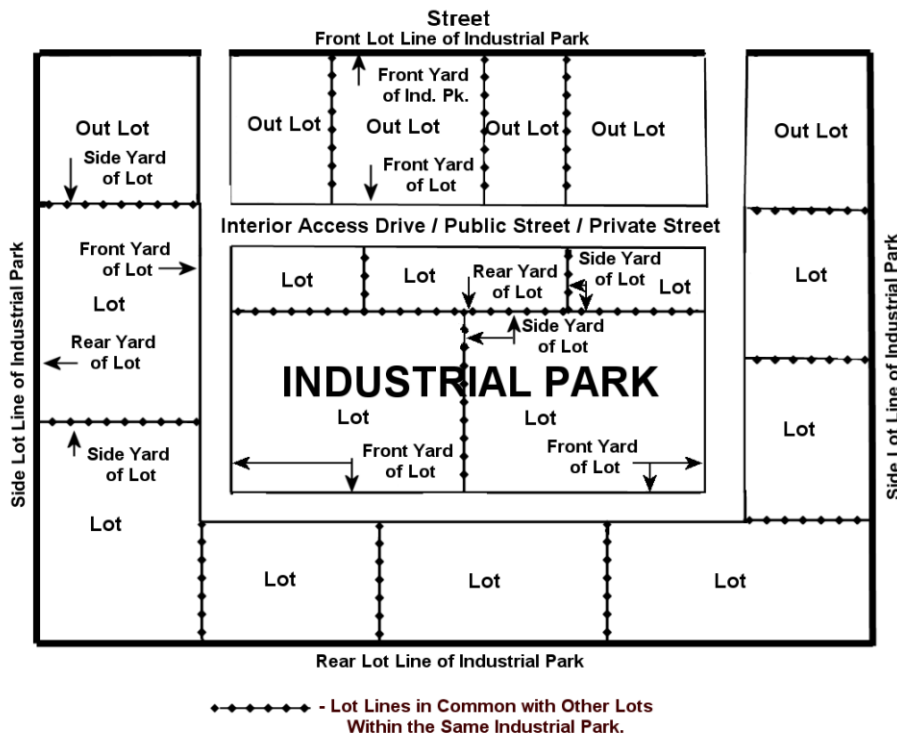 Street
Front Lot Line of Industrial Park
Front Yard
of Ind. Pk.
Out Lot
Out Lot
Out Lot
Out Lot
Out Lot
Out Lot
Side Yard
of Lot
Front Yard
of Lot
Interior Access Drive / Public Street / Private Street
Front Yard
of Lot
Lot
Lot
Lot
Rear Yard
of Lot
Side Yard
of Lot
Lot
Lot
Side Yard
of Lot
Rear Yard
of Lot
INDUSTRIAL PARK
Lot
Lot
Lot
Side Yard
of Lot
Front Yard
of Lot
Front Yard
of Lot
Lot
Lot
Lot
Lot
Side Lot Line of Industrial Park
Side Lot Line of Industrial Park
Rear Lot Line of Industrial Park
- Lot Lines in Common with Other Lots
Within the Same Industrial Park.